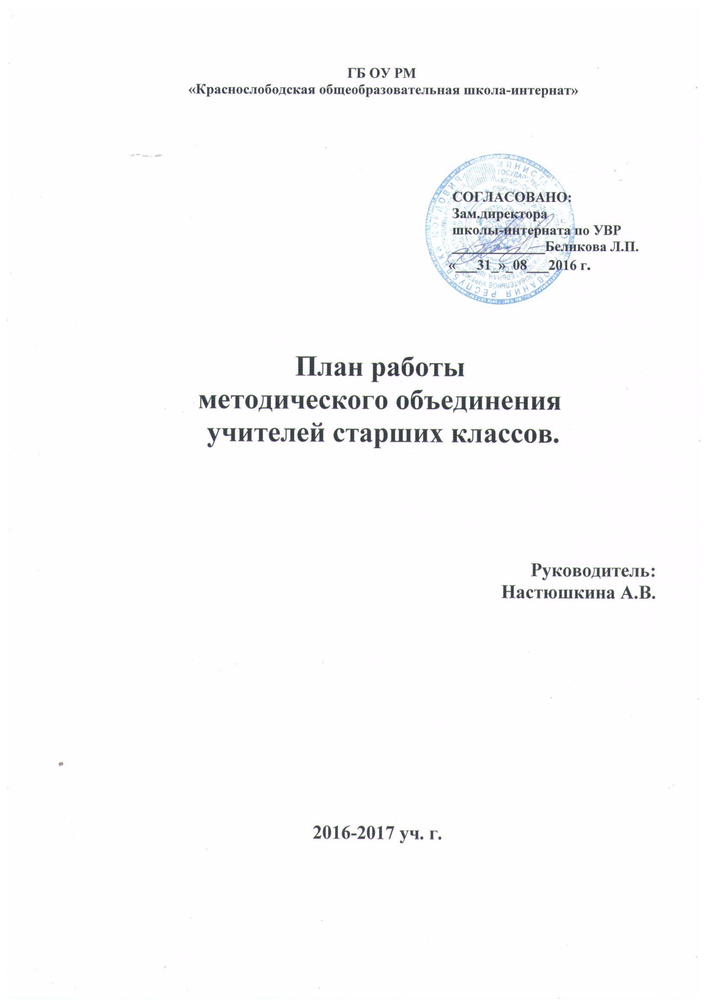 ГБ ОУ РМ
«Краснослободская общеобразовательная школа-интернат»
СОГЛАСОВАНО:
Зам.директора
школы-интерната по УВР
_____________Беликова Л.П.
«___31_»_08___2016 г.
План работы
методического объединения
учителей старших классов.
Руководитель:
Настюшкина А.В.
2016-2017 уч. г.